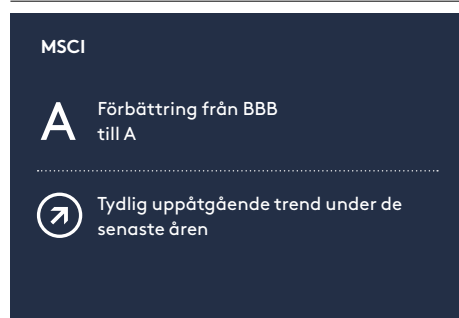 MSCI
A
Förbättring från BBB
till A
Tydlig uppåtgående trend under de
senaste åren